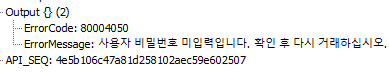 Output {} (2)
ErrorCode: 80004050
ErrorMessage: 사용자 비밀번호 미입력입니다. 확인 후 다시 거래하십시오.
API_SEQ: 4e5b106c47a81d258102aec59e602507